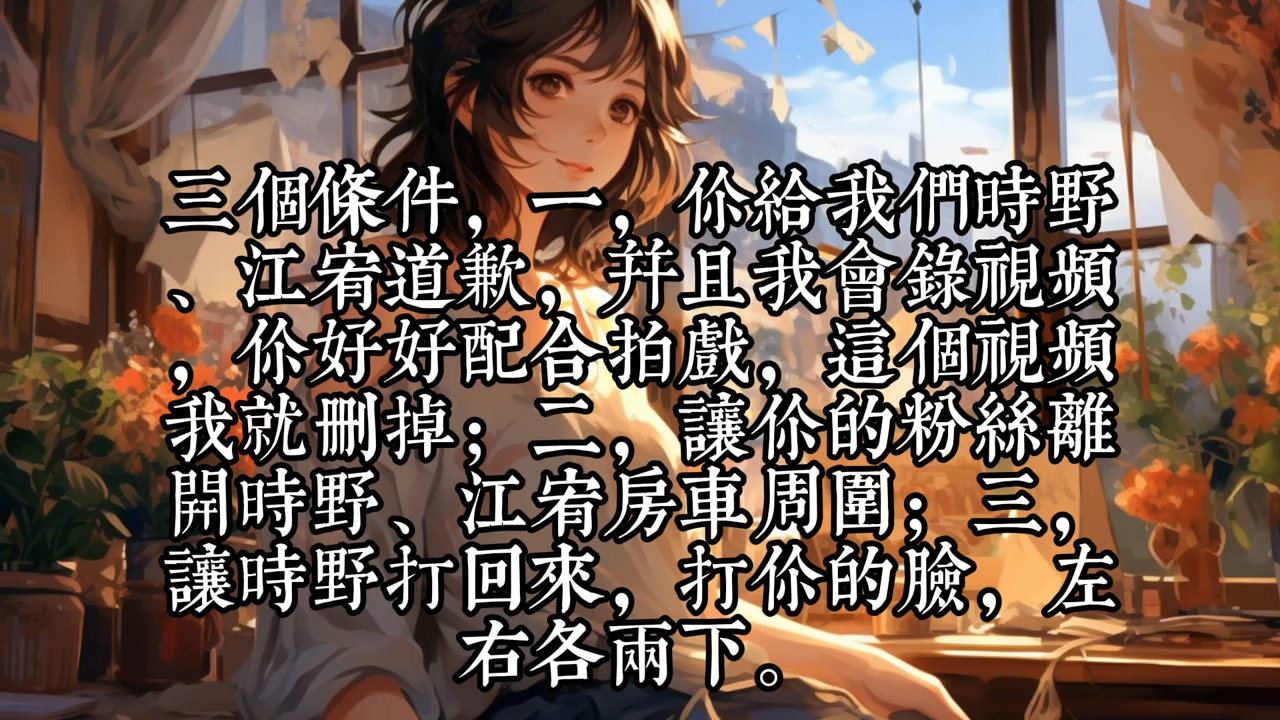 三個條件，一，你給我們時野
、江宥道歉，并且我會錄視頻
，你好好配合拍戲，這個視頻
我就刪掉；二，讓你的粉絲離
開時野、江宥房車周圍；三，
讓時野打回來，打你的臉，左
右各兩下。